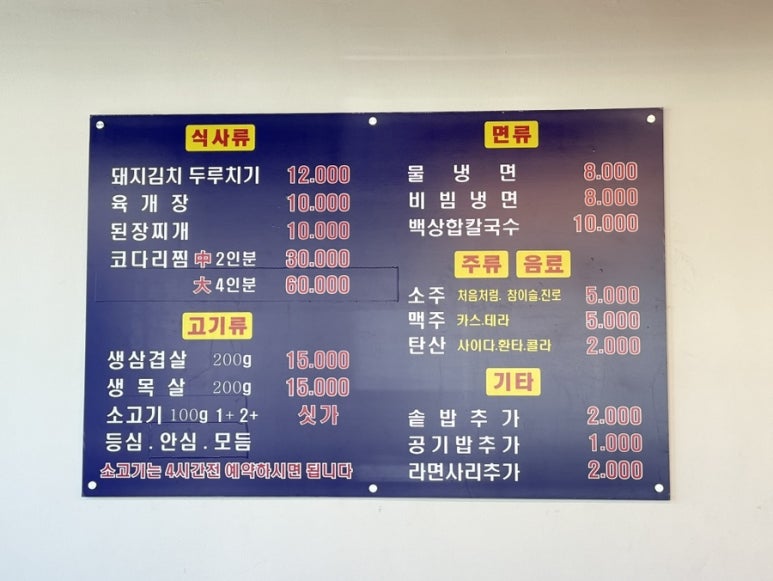 식사류
돼지김치 두루치기 12.000
육개장 10.000
된장찌개 10.000
코다리찜 中 2인분 30.000
大 4인분 60.000
고기류
생삼겹살 200g 15.000
생목살 200g 15.000
소고기 100g 1+ 2+ 싯가
등심 . 안심 . 모듬
소고기는 4시간전 예약하시면 됩니다
면류
물냉면 8.000
비빔냉면 8.000
백상합칼국수 10.000
주류 음료
소주 처음처럼. 참이슬.진로 5.000
맥주 카스.테라 5.000
탄산 사이다.환타.콜라 2.000
기타
솥밥추가 2.000
공기밥추가 1.000
라면사리추가 2.000